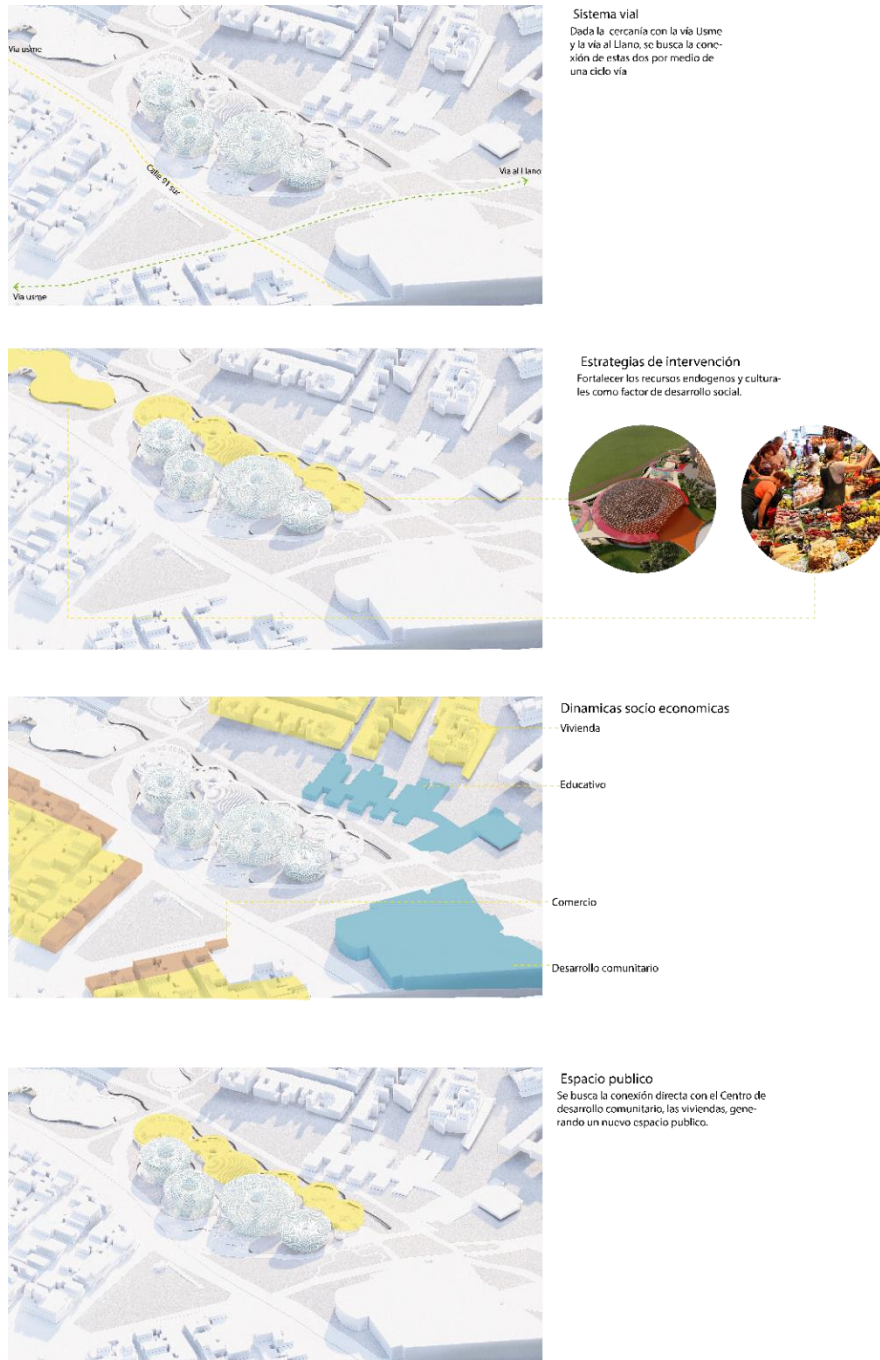 Sistema vial
Dada la cercanía con la vía Usme
y la vía al Llano, se busca la cone-
xión de estas dos por medio de
una ciclo vía
Via usme
Calle 91 sur
Via al Llano
Via usme
Estrategias de intervención
Fortalecer los recursos endogenos y cultura-
les como factor de desarrollo social.
Dinamicas socio economicas
Vivienda
Educativo
Comercio
Desarrollo comunitario
Espacio publico
Se busca la conexión directa con el Centro de
desarrollo comunitario, las viviendas, gene-
rando un nuevo espacio publico.